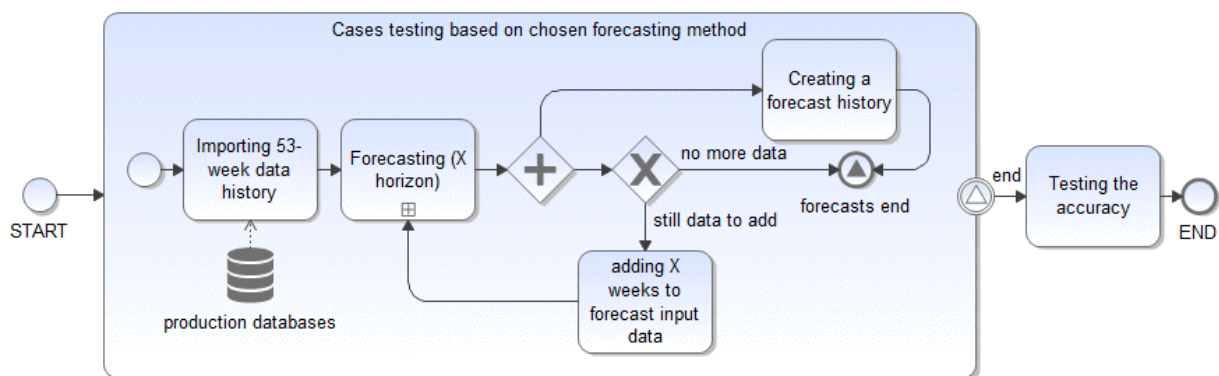 Cases testing based on chosen forecasting method
START
Importing 53-
week data
history
production databases
Forecasting (X
horizon)
Creating a
forecast history
no more data
forecasts end
still data to add
adding X
weeks to
forecast input
data
end
Testing the
accuracy
END